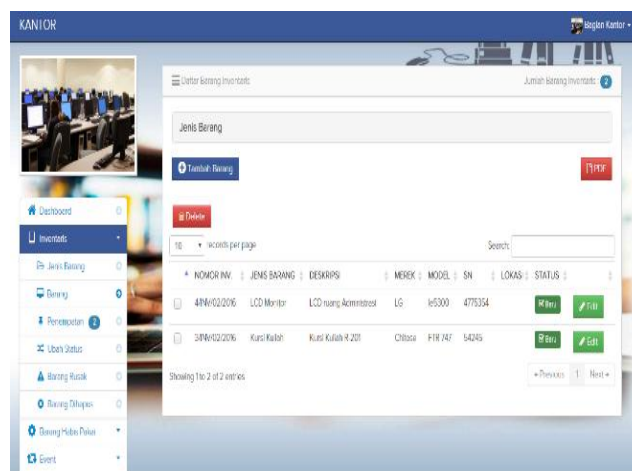 KANTOR
Bagian Kantor
Daftar Barang Inventaris
Jumlah Barang Inventaris : 2
Jenis Barang
Tambah Barang
PDF
Delete
10 records per page
Search:
NOMOR INV. JENIS BARANG DESKRIPSI MEREK MODEL SN LOKASI STATUS
4/INV/02/2016 LCD Monitor LCD ruang Administrasi LG le5300 4775354 Baru Edit
3/INV/02/2016 Kursi Kuliah Kursi Kuliah R.201 Chitose FTR 747 54245 Baru Edit
Showing 1 to 2 of 2 entries
Previous 1 Next
Dashboard
Inventaris
Jenis Barang
Barang
Penempatan 2
Ubah Status
Barang Rusak
Barang Dihapus
Barang Habis Pakai
Event